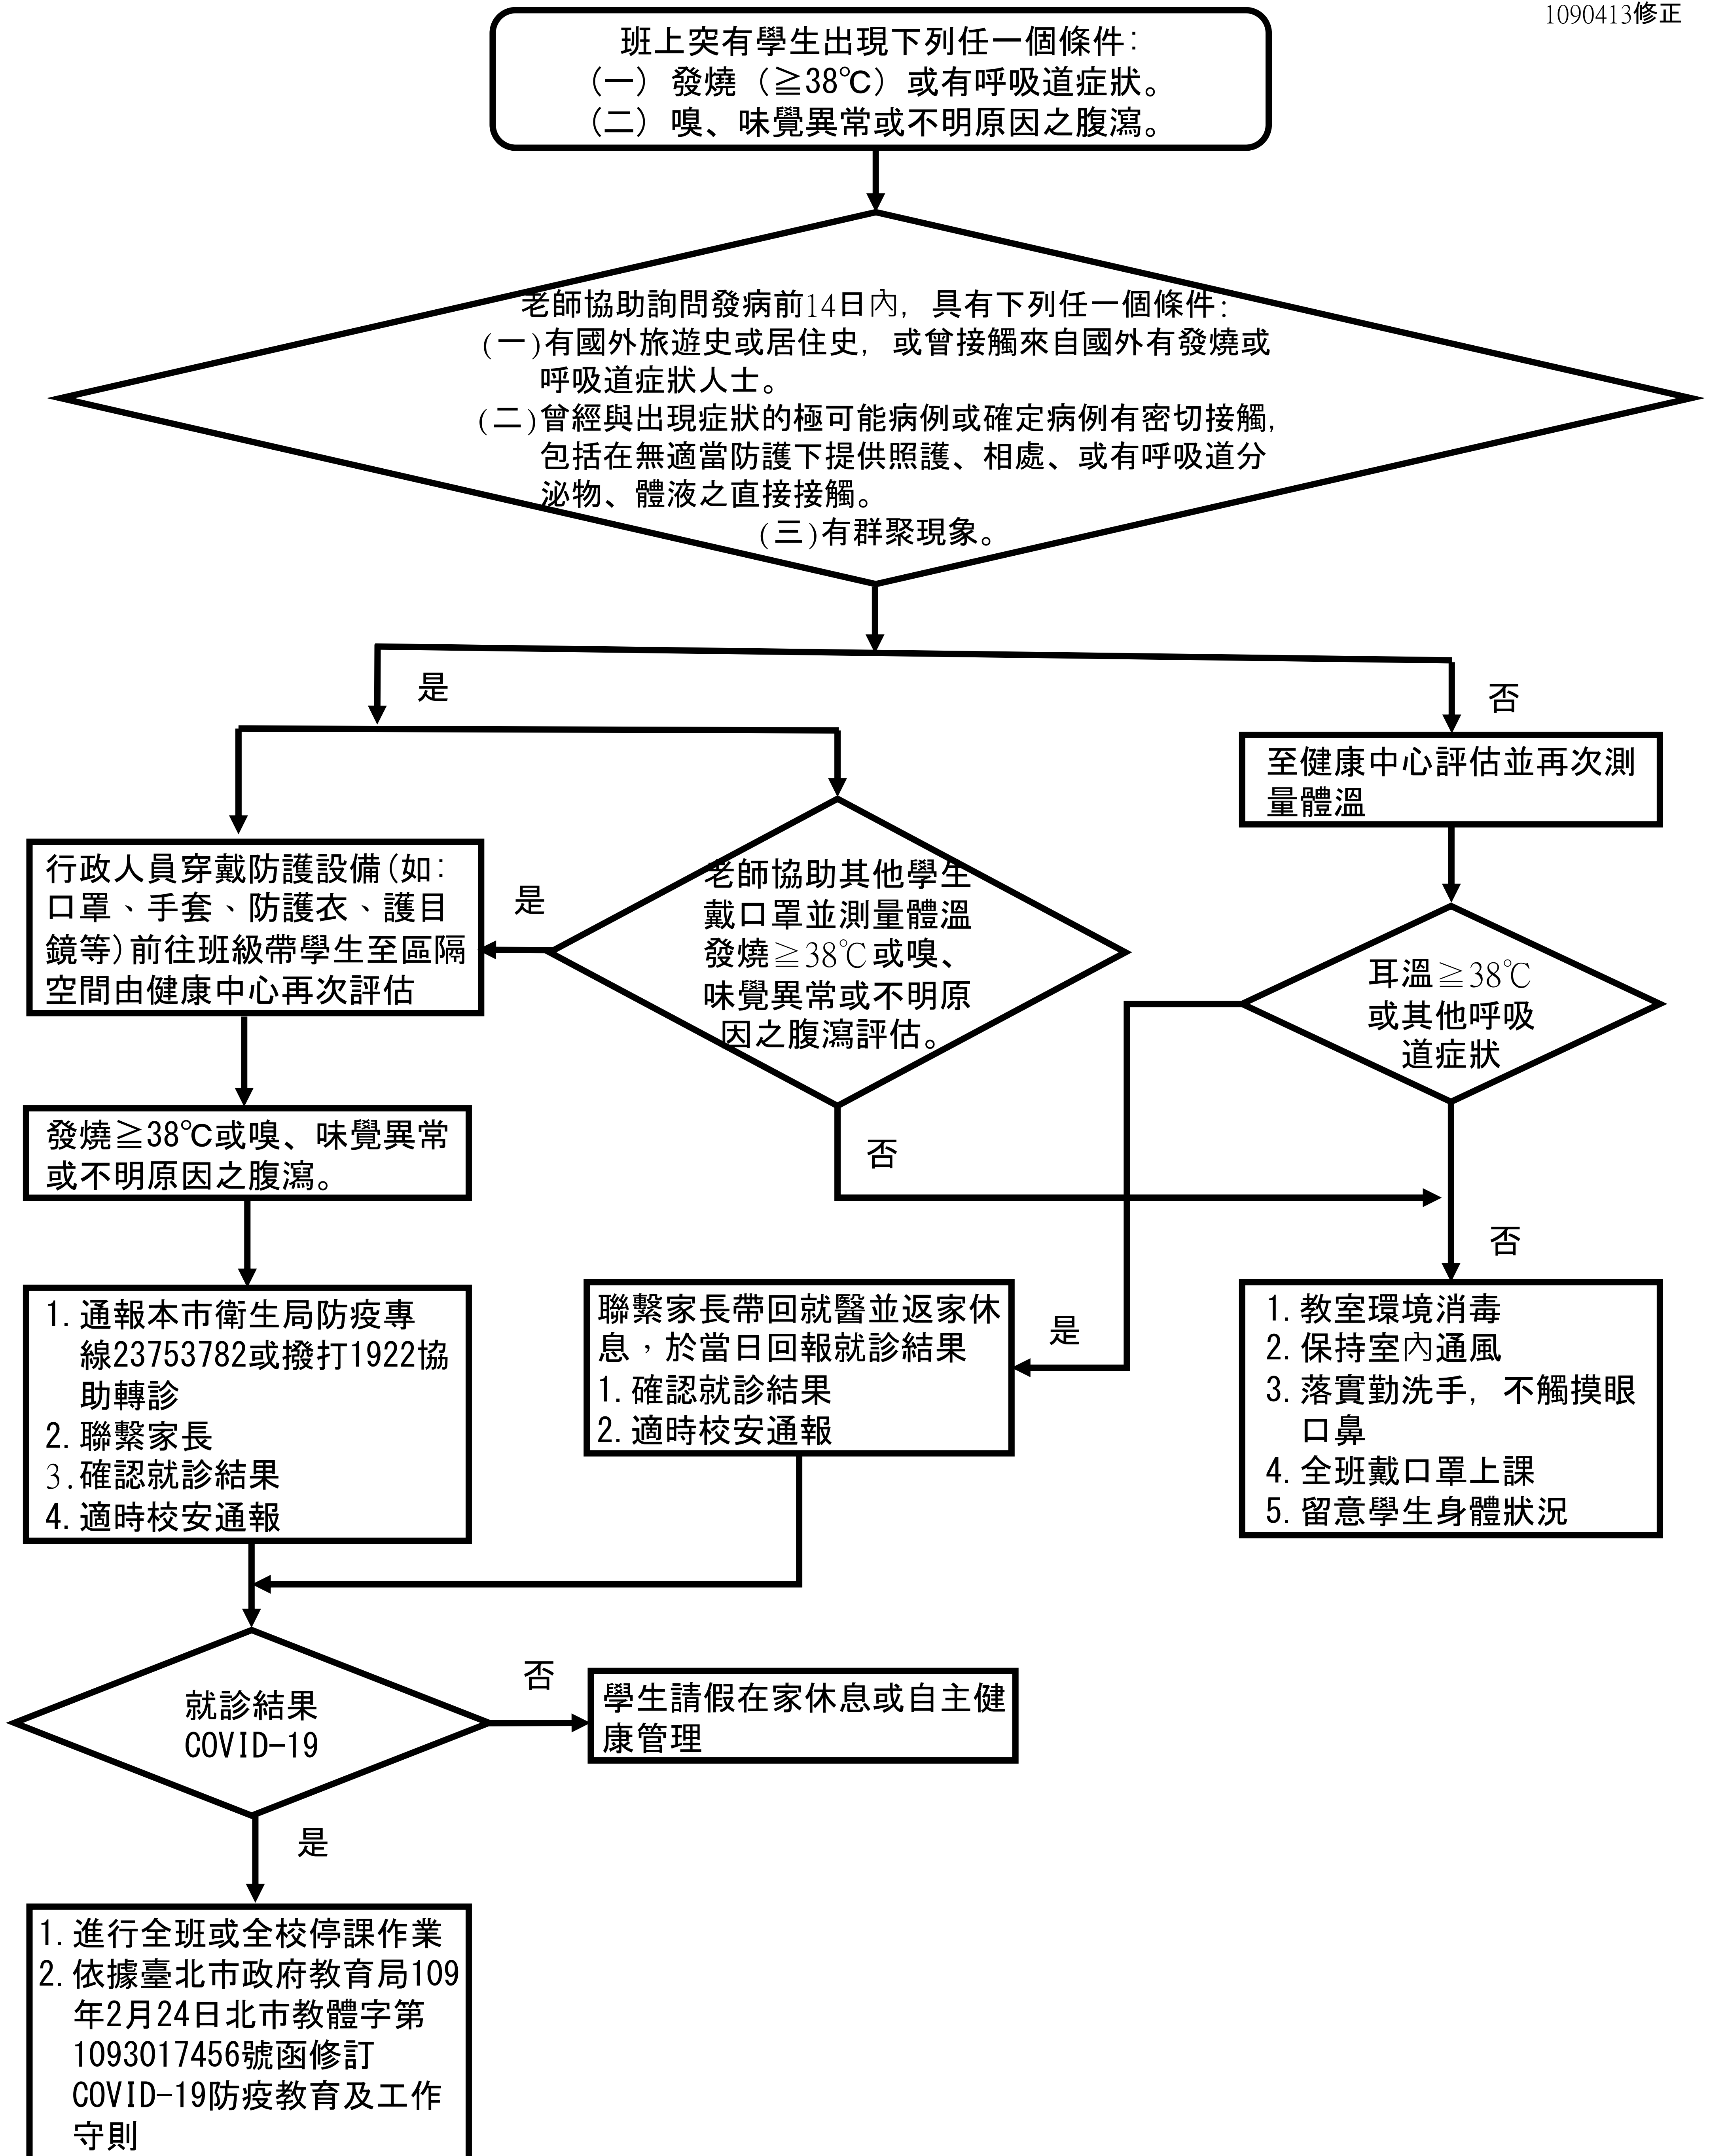 1090413修正
班上突有學生出現下列任一個條件：
(一) 發燒（≧38℃）或有呼吸道症狀。
(二) 嗅、味覺異常或不明原因之腹瀉。
老師協助詢問發病前14日內，具有下列任一個條件：
(一)有國外旅遊史或居住史，或曾接觸來自國外有發燒或
呼吸道症狀人士。
(二)曾經與出現症狀的極可能病例或確定病例有密切接觸，
包括在無適當防護下提供照護、相處、或有呼吸道分
泌物、體液之直接接觸。
(三)有群聚現象。
是
否
至健康中心評估並再次測
量體溫
行政人員穿戴防護設備(如：
口罩、手套、防護衣、護目
鏡等)前往班級帶學生至區隔
空間由健康中心再次評估
是
老師協助其他學生
戴口罩並測量體溫
發燒≧38℃或嗅、
味覺異常或不明原
因之腹瀉評估。
耳溫≧38℃
或其他呼吸
道症狀
發燒≧38℃或嗅、味覺異常
或不明原因之腹瀉。
否
否
1. 通報本市衛生局防疫專
線23753782或撥打1922協
助轉診
2. 聯繫家長
3. 確認就診結果
4. 適時校安通報
聯繫家長帶回就醫並返家休
息，於當日回報就診結果
1. 確認就診結果
2. 適時校安通報
是
1. 教室環境消毒
2. 保持室內通風
3. 落實勤洗手，不觸摸眼
口鼻
4. 全班戴口罩上課
5. 留意學生身體狀況
就診結果
COVID-19
否
學生請假在家休息或自主健
康管理
是
1. 進行全班或全校停課作業
2. 依據臺北市政府教育局109
年2月24日北市教體字第
1093017456號函修訂
COVID-19防疫教育及工作
守則